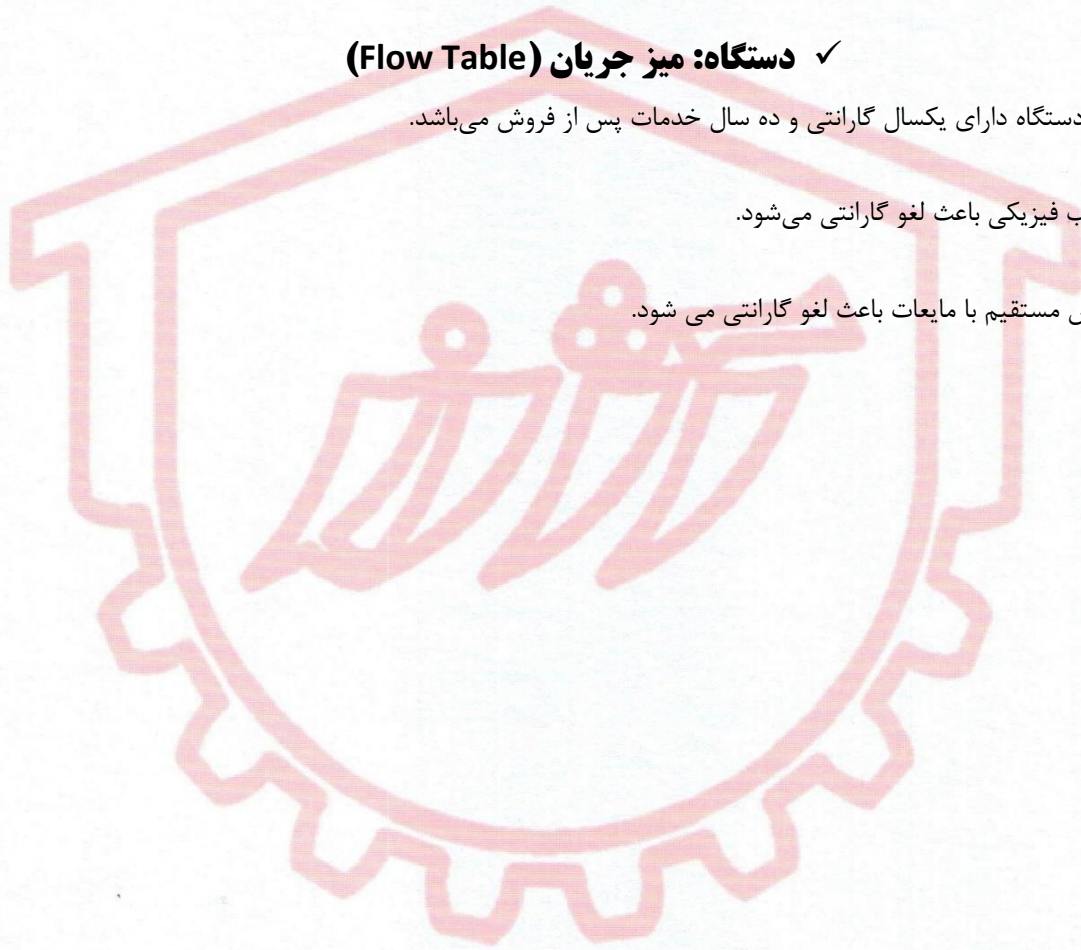 ✓ دستگاه: میز جریان (Flow Table)
دستگاه دارای یکسال گارانتی و ده سال خدمات پس از فروش می‌باشد.
فیزیکی باعث لغو گارانتی می‌شود.
مستقیم با مایعات باعث لغو گارانتی می شود.